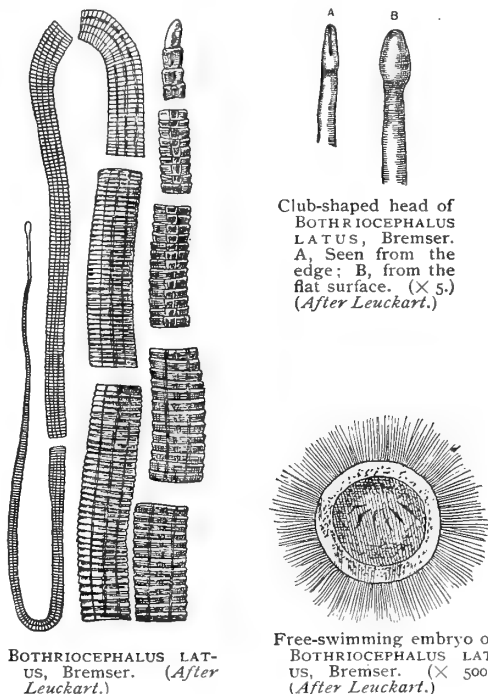 A B
Club-shaped head of
BOTHRIOCEPHALUS
LATUS, Bremser.
A, Seen from the
edge; B, from the
flat surface. (× 5.)
(After Leuckart.)
BOTHRIOCEPHALUS LAT-
US, Bremser. (After
Leuckart.)
Free-swimming embryo o
BOTHRIOCEPHALUS LAT
US, Bremser. (× 500
(After Leuckart.)